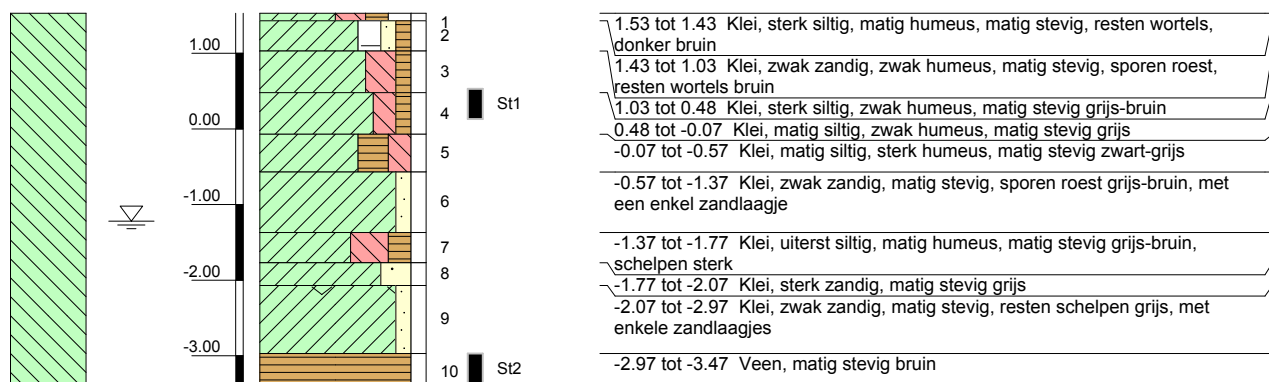 1.00
0.00
-1.00
-2.00
-3.00
1
2
3
4
5
6
7
8
9
10
St1
St2
1.53 tot 1.43 Klei, sterk siltig, matig humeus, matig stevig, resten wortels,
donker bruin
1.43 tot 1.03 Klei, zwak zandig, zwak humeus, matig stevig, sporen roest,
resten wortels bruin
1.03 tot 0.48 Klei, sterk siltig, zwak humeus, matig stevig grijs-bruin
0.48 tot -0.07 Klei, matig siltig, zwak humeus, matig stevig grijs
-0.07 tot -0.57 Klei, matig siltig, sterk humeus, matig stevig zwart-grijs
-0.57 tot -1.37 Klei, zwak zandig, matig stevig, sporen roest grijs-bruin, met
een enkel zandlaagje
-1.37 tot -1.77 Klei, uiterst siltig, matig humeus, matig stevig grijs-bruin,
schelpen sterk
-1.77 tot -2.07 Klei, sterk zandig, matig stevig grijs
-2.07 tot -2.97 Klei, zwak zandig, matig stevig, resten schelpen grijs, met
enkele zandlaagjes
-2.97 tot -3.47 Veen, matig stevig bruin